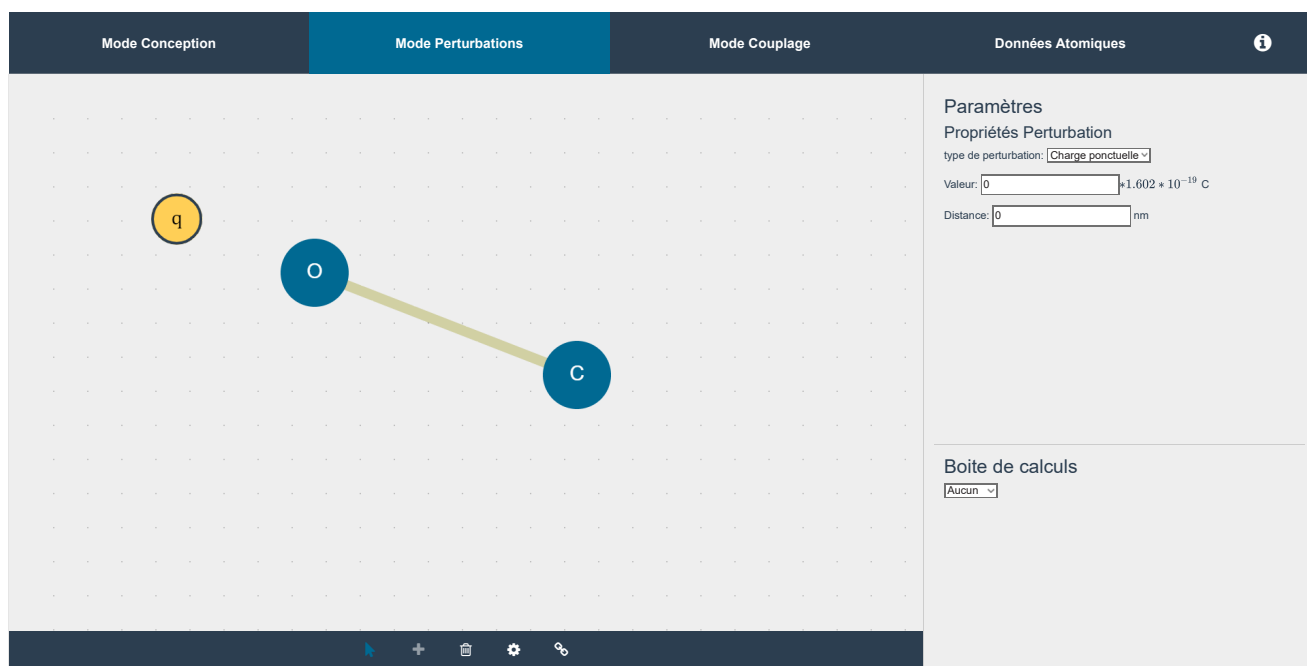 Mode Conception
Mode Perturbations
Mode Couplage
Données Atomiques
Paramètres
Propriétés Perturbation
type de perturbation: Charge ponctuelle
Valeur: 0 *1.602 * 10^{-19} C
Distance: 0 nm
q
O
C
Boite de calculs
Aucun